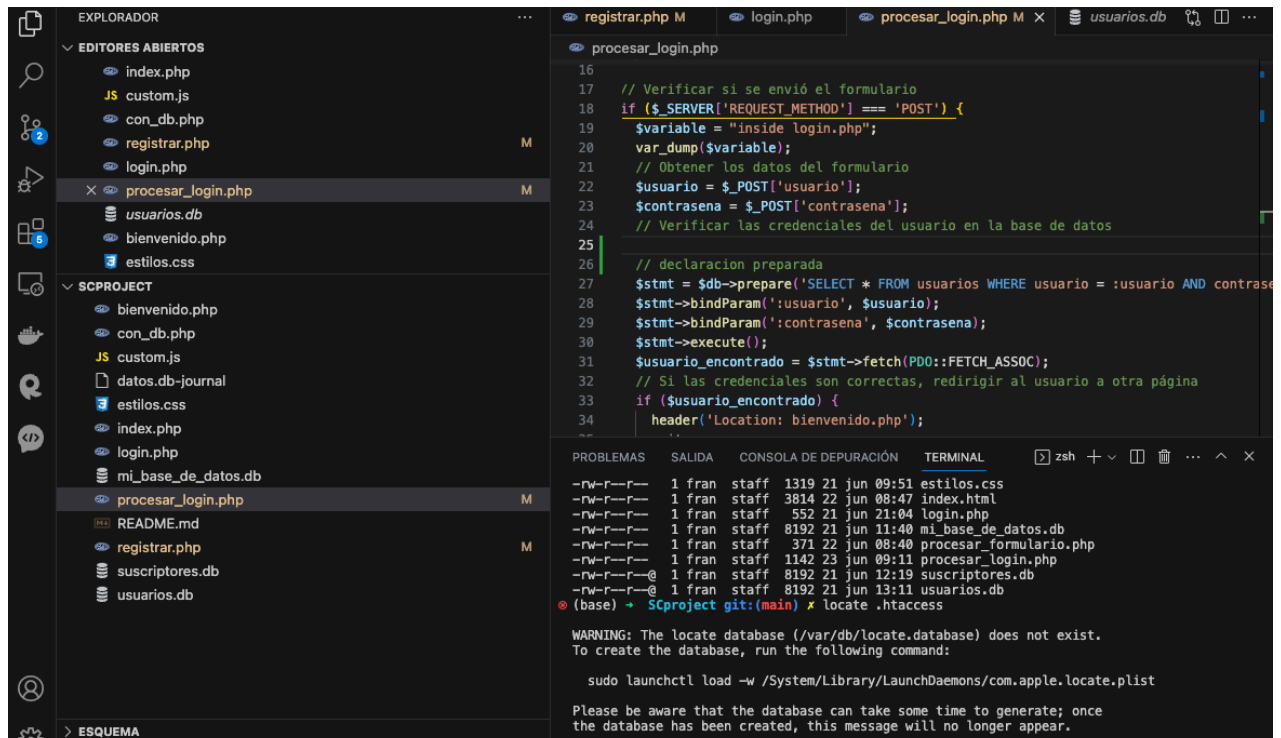 EXPLORADOR
EDITORES ABIERTOS
index.php
JS custom.js
con_db.php
registrar.php M
login.php
procesar_login.php M
usuarios.db
bienvenido.php
estilos.css
SCPROJECT
bienvenido.php
con_db.php
JS custom.js
datos.db-journal
estilos.css
index.php
login.php
mi_base_de_datos.db
procesar_login.php M
README.md
registrar.php M
suscriptores.db
usuarios.db
ESQUEMA
2
5
registrar.php M login.php procesar_login.php M usuarios.db
procesar_login.php
16
17 // Verificar si se envió el formulario
18 if ($_SERVER['REQUEST_METHOD'] === 'POST') {
19 $variable = "inside login.php";
20 var_dump($variable);
21 // Obtener los datos del formulario
22 $usuario = $_POST['usuario'];
23 $contrasena = $_POST['contrasena'];
24 // Verificar las credenciales del usuario en la base de datos
25
26 // declaracion preparada
27 $stmt = $db->prepare('SELECT * FROM usuarios WHERE usuario = :usuario AND contrase
28 $stmt->bindParam(':usuario', $usuario);
29 $stmt->bindParam(':contrasena', $contrasena);
30 $stmt->execute();
31 $usuario_encontrado = $stmt->fetch(PDO::FETCH_ASSOC);
32 // Si las credenciales son correctas, redirigir al usuario a otra página
33 if ($usuario_encontrado) {
34 header('Location: bienvenido.php');
PROBLEMAS SALIDA CONSOLA DE DEPURACIÓN TERMINAL zsh
-rw-r--r-- 1 fran staff 1319 21 jun 09:51 estilos.css
-rw-r--r-- 1 fran staff 3814 22 jun 08:47 index.html
-rw-r--r-- 1 fran staff 552 21 jun 21:04 login.php
-rw-r--r-- 1 fran staff 8192 21 jun 11:40 mi_base_de_datos.db
-rw-r--r-- 1 fran staff 371 22 jun 08:40 procesar_formulario.php
-rw-r--r-- 1 fran staff 1142 23 jun 09:11 procesar_login.php
-rw-r--r--@ 1 fran staff 8192 21 jun 12:19 suscriptores.db
-rw-r--r--@ 1 fran staff 8192 21 jun 13:11 usuarios.db
(base) → SCproject git:(main) ✗ locate .htaccess
WARNING: The locate database (/var/db/locate.database) does not exist.
To create the database, run the following command:
sudo launchctl load -w /System/Library/LaunchDaemons/com.apple.locate.plist
Please be aware that the database can take some time to generate; once
the database has been created, this message will no longer appear.